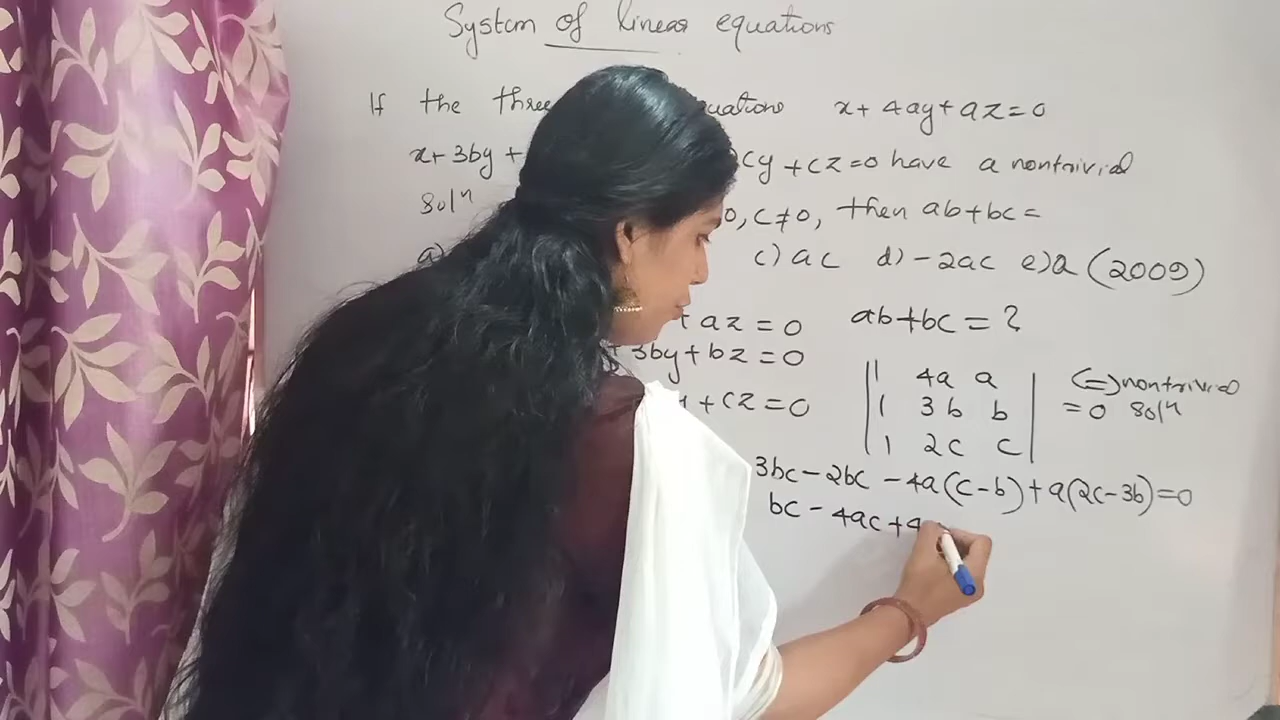 System of linear equations
If the three equations x+4ay+az=0
x+3by+ cy+cz=0 have a nontrivial
solⁿ 0, c≠0, then ab+bc=
a) c) ac d) -2ac e) a (2009)
+ az = 0 ab+bc = ?
+ 3by+bz=0
+cz=0
| 1 4a a |
| 1 3b b | = 0
| 1 2c c |
(=) nontrivial
solⁿ
3bc - 2bc - 4a(c-b)+a(2c-3b)=0
bc - 4ac+4